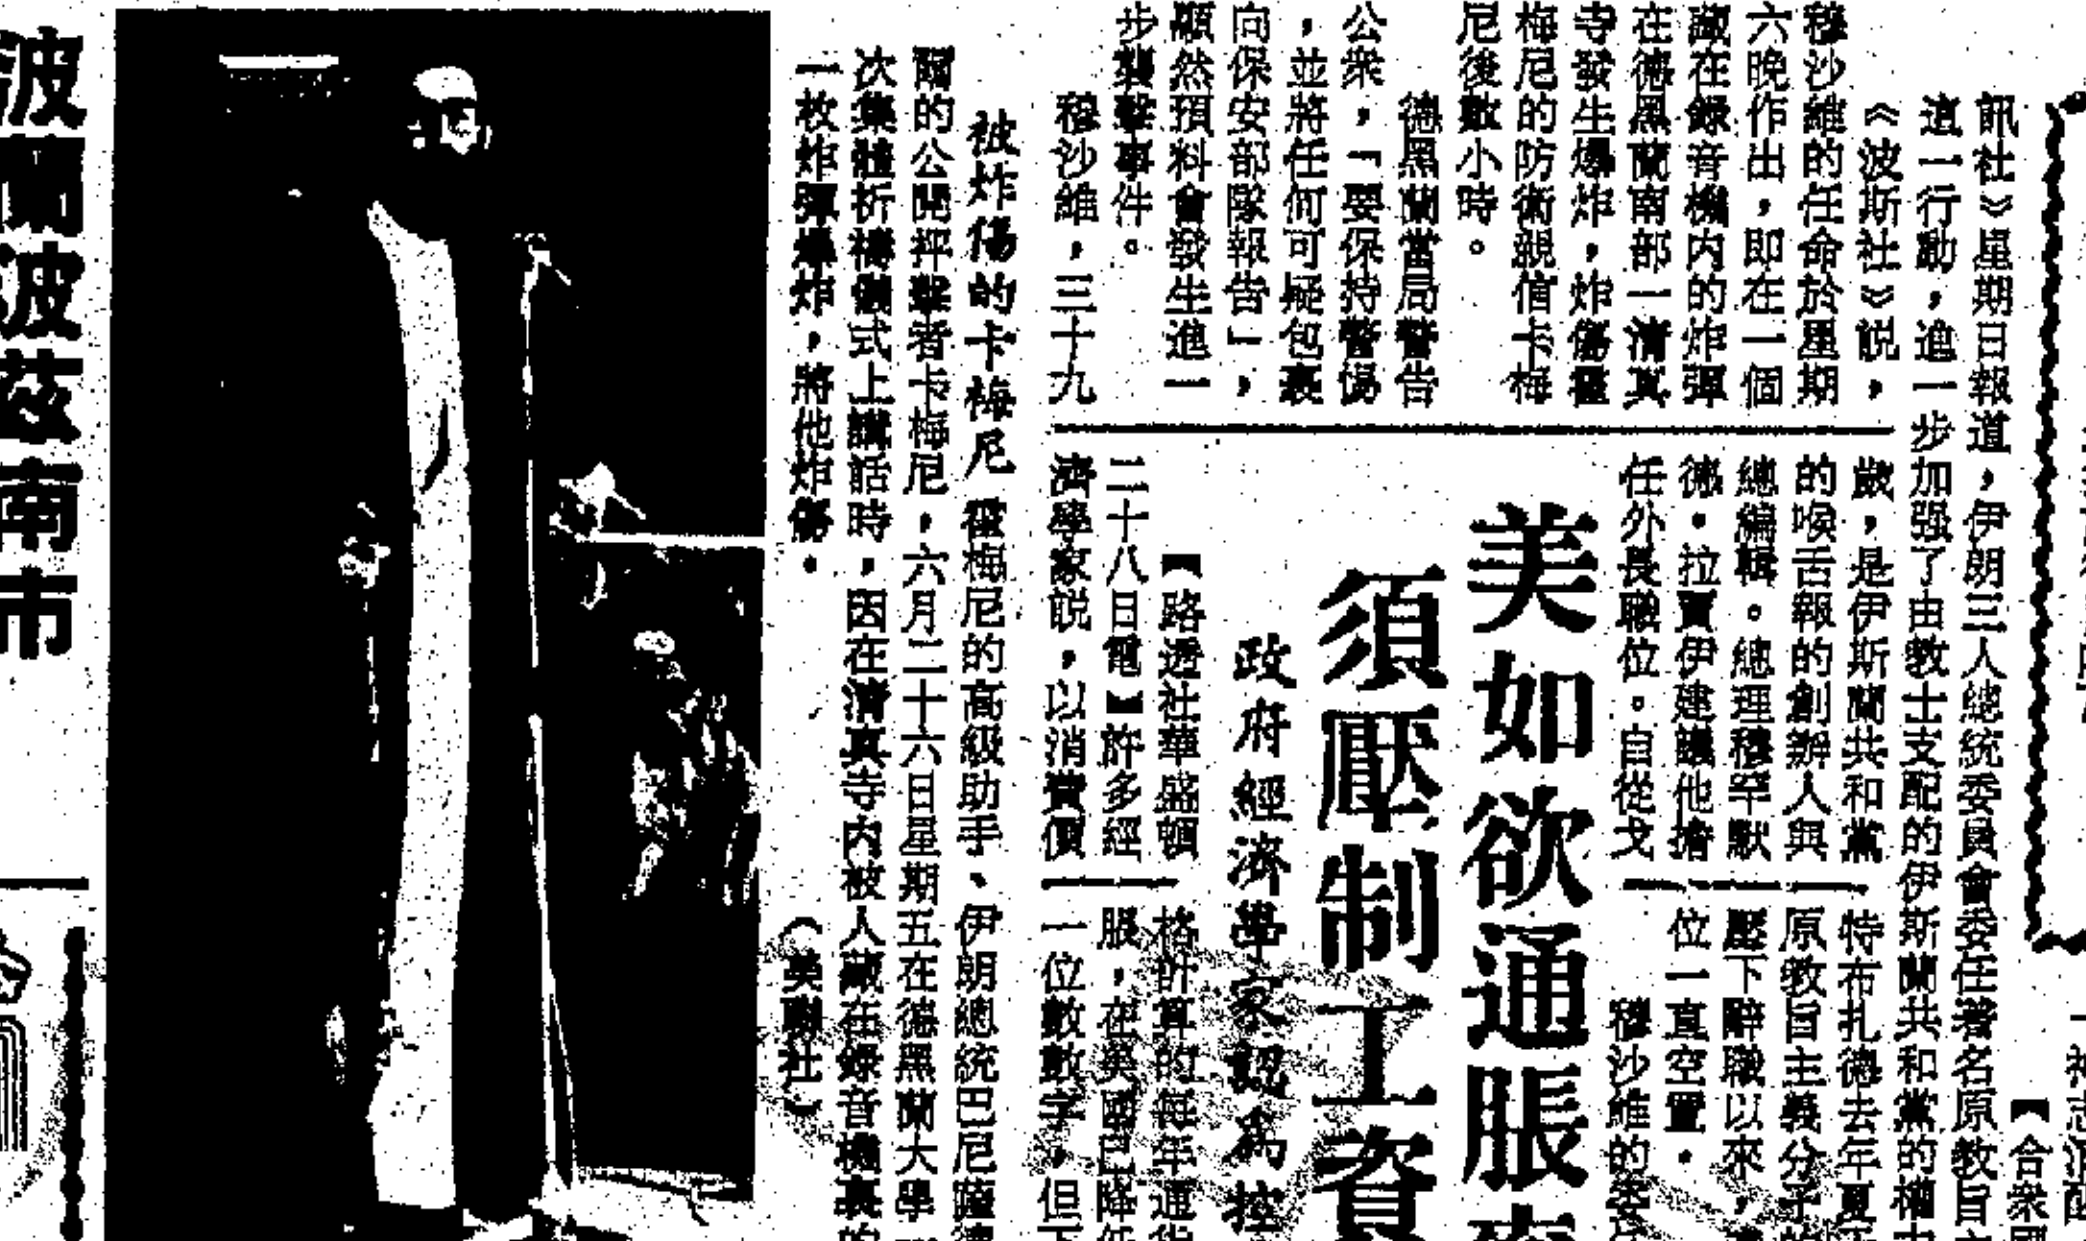 【合衆國
訊社》星期日報道，伊朗三人總統委員會委任著名原教旨主
這一行動，進一步加强了由教士支配的伊斯蘭共和黨的權力
《波斯社》説，
穆沙維的任命於星期
六晚作出，即在一個
藏在錄音機內的炸彈
在德黑蘭南部一清真
寺發生爆炸，炸傷霍
梅尼的防衛親信卡梅
尼後數小時。
德黑蘭當局警告
公衆，「要保持警惕
，並將任何可疑包裹
向保安部隊報告」，
顯然預料會發生進一
步襲擊事件。
穆沙維，三十九
歲，是伊斯蘭共和黨
的喉舌報的創辦人與
總編輯。總理穆罕默
德．拉賈伊建議他擔
任外長職位。自從戈
特布扎德去年夏
原教旨主義分子的
壓下辭職以來，
位一直空置．
穆沙維的委任
美如欲通脹
須壓制工資
政府經濟學家認為控
【路透社華盛頓
二十八日電】許多經
濟學家説，以消費價
格計算的每年通貨
脹，在美國已降低
一位數數字，但下
被炸傷的卡梅尼
霍梅尼的高級助手、伊朗總統巴尼薩德
爾的公開抨擊者卡梅尼，六月二十六日星期五在德黑蘭大學
次集體祈禱儀式上講話時，因在清真寺內被人藏在錄音機裏的
一枚炸彈爆炸，將他炸傷。
（美聯社）
波蘭波茲南市